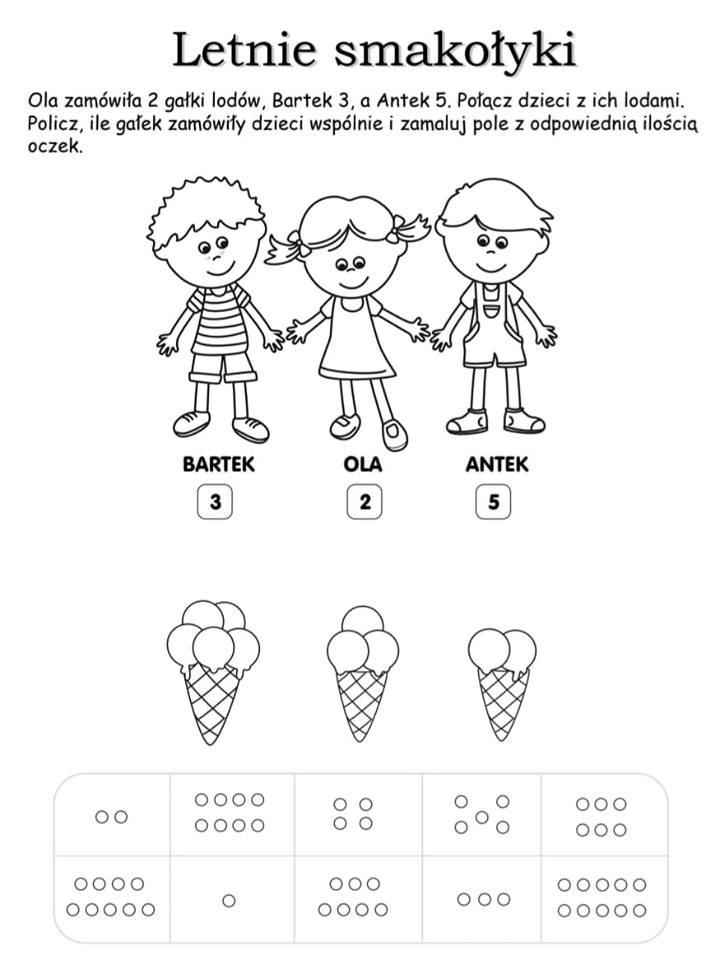 Letnie smakołyki
Ola zamówiła 2 gałki lodów, Bartek 3, a Antek 5. Połącz dzieci z ich lodami.
Policz, ile gałek zamówiły dzieci wspólnie i zamaluj pole z odpowiednią ilością
oczek.
BARTEK OLA ANTEK
3 2 5